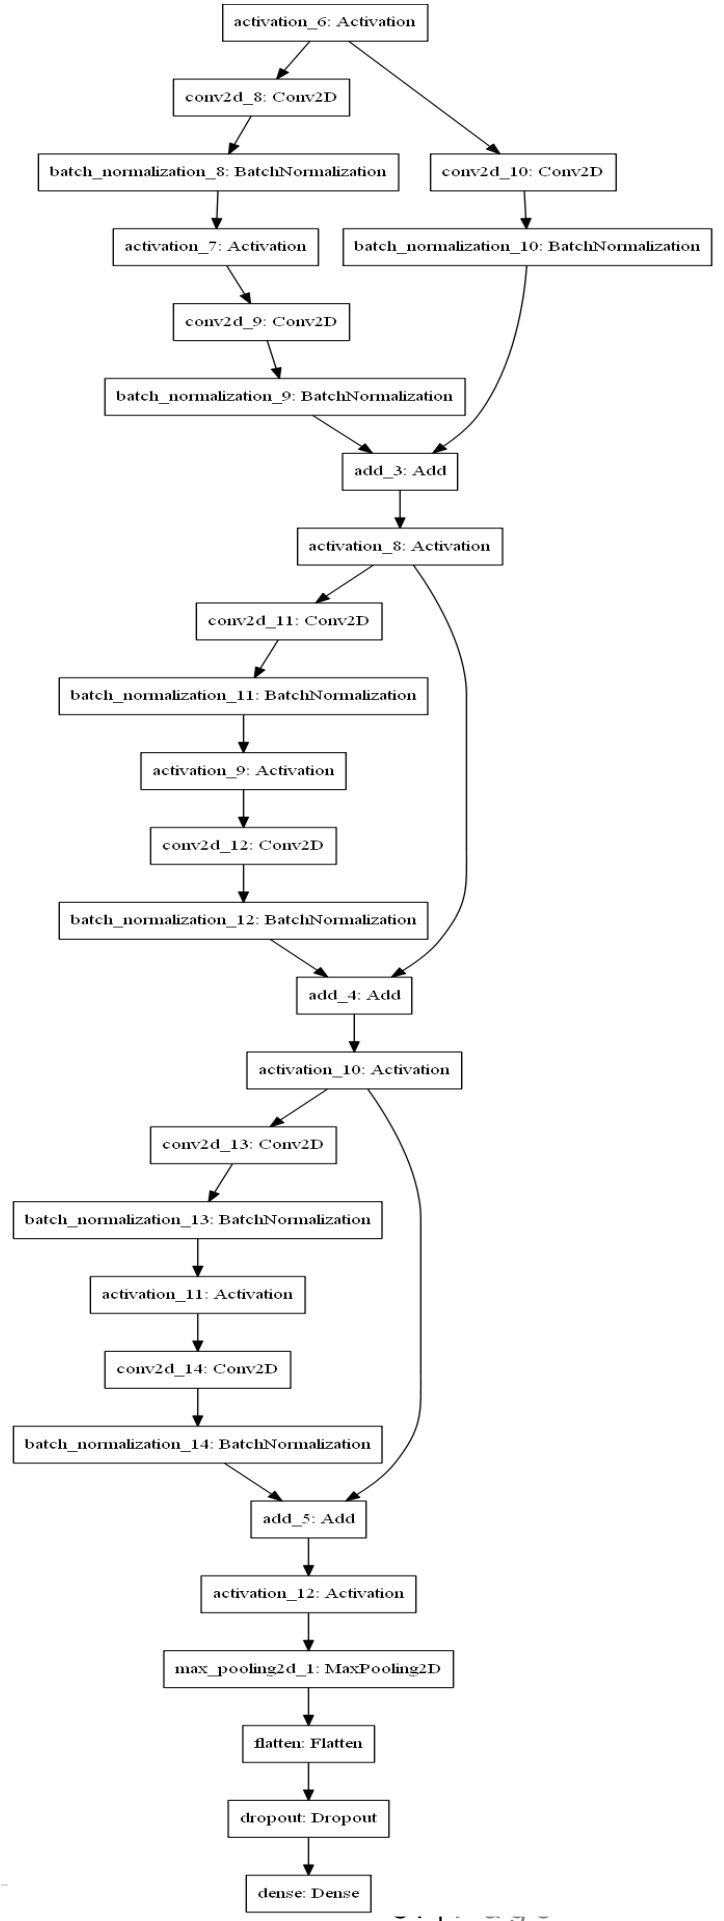 activation_6: Activation
conv2d_8: Conv2D
batch_normalization_8: BatchNormalization
conv2d_10: Conv2D
activation_7: Activation
batch_normalization_10: BatchNormalization
conv2d_9: Conv2D
batch_normalization_9: BatchNormalization
add_3: Add
activation_8: Activation
conv2d_11: Conv2D
batch_normalization_11: BatchNormalization
activation_9: Activation
conv2d_12: Conv2D
batch_normalization_12: BatchNormalization
add_4: Add
activation_10: Activation
conv2d_13: Conv2D
batch_normalization_13: BatchNormalization
activation_11: Activation
conv2d_14: Conv2D
batch_normalization_14: BatchNormalization
add_5: Add
activation_12: Activation
max_pooling2d_1: MaxPooling2D
flatten: Flatten
dropout: Dropout
dense: Dense